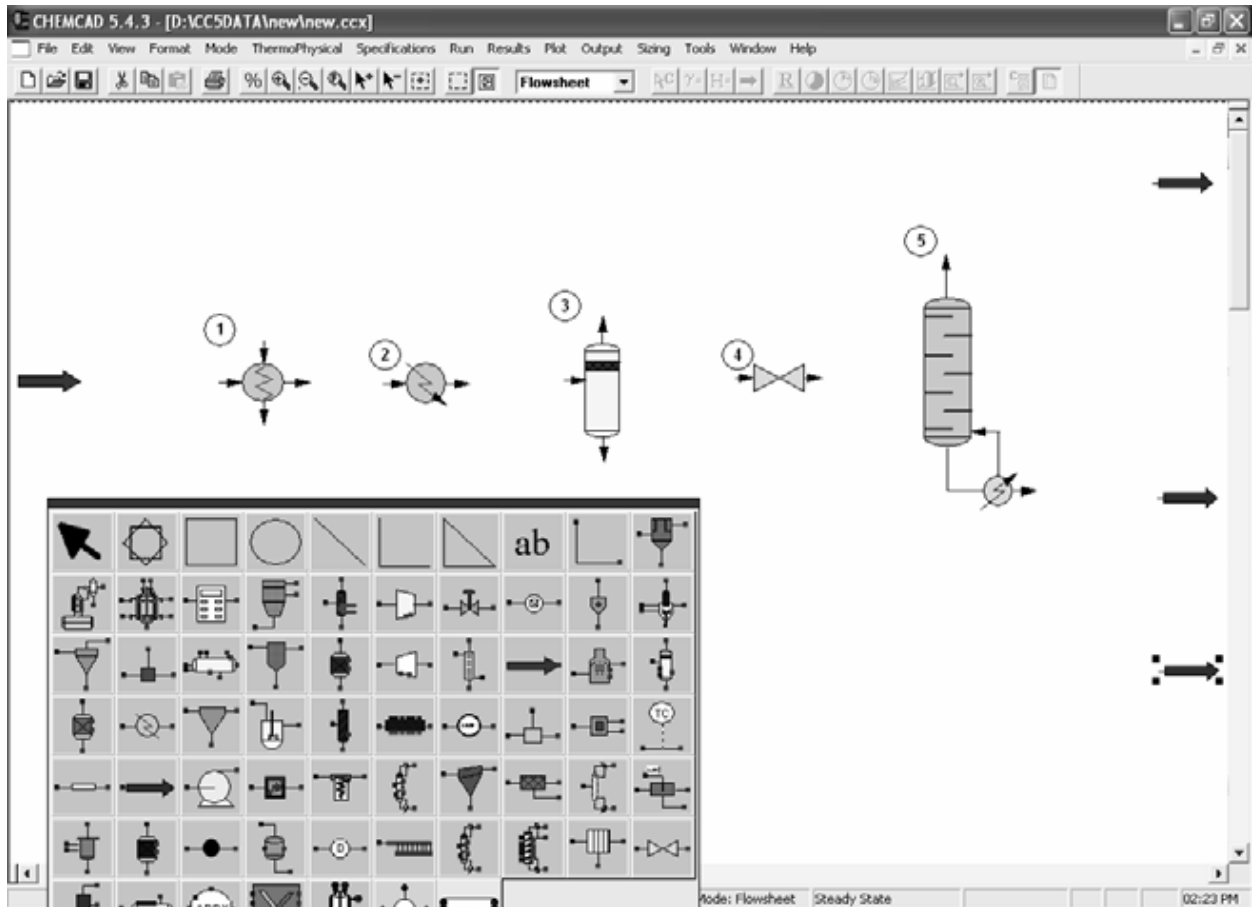 CHEMCAD 5.4.3 - [D:\CC5DATA\new\new.ccx]
File Edit View Format Mode ThermoPhysical Specifications Run Results Plot Output Sizing Tools Window Help
% Flowsheet R
5
3
1
2
4
ab
TC
D
Mode: Flowsheet Steady State 02:23 PM